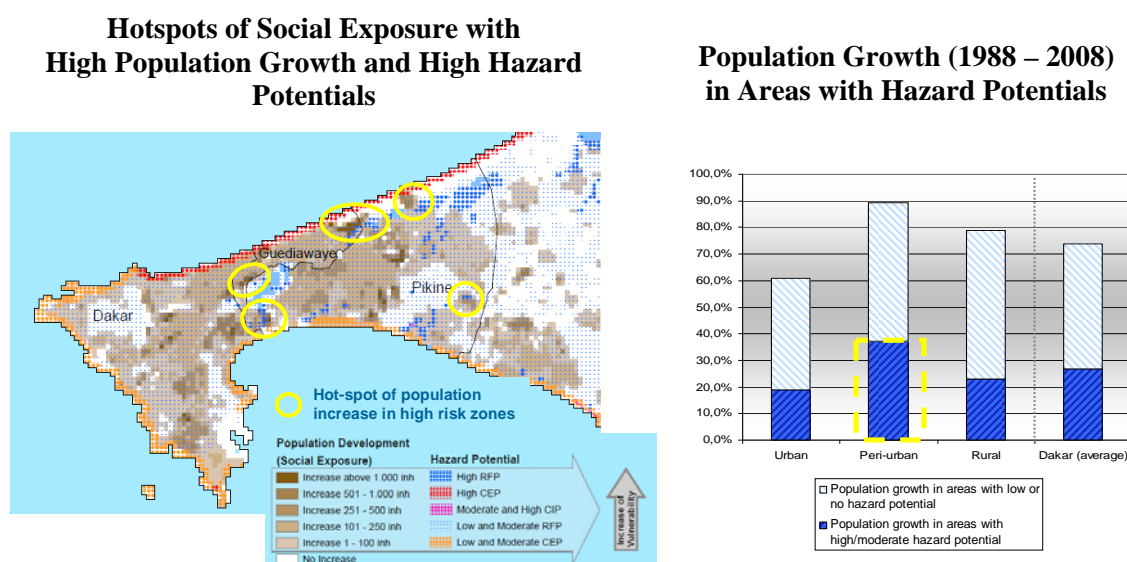 Hotspots of Social Exposure with
High Population Growth and High Hazard
Potentials
Population Growth (1988 – 2008)
in Areas with Hazard Potentials
Guediawaye
Dakar
Pikine
Hot-spot of population
increase in high risk zones
Population Development
(Social Exposure)
Increase above 1.000 inh
Increase 501 - 1.000 inh
Increase 251 - 500 inh
Increase 101 - 250 inh
Increase 1 - 100 inh
No Increase
Hazard Potential
High RFP
High CEP
Moderate and High CIP
Low and Moderate RFP
Low and Moderate CEP
Increase of
Vulnerability
100,0%
90,0%
80,0%
70,0%
60,0%
50,0%
40,0%
30,0%
20,0%
10,0%
0,0%
Urban
Peri-urban
Rural
Dakar (average)
Population growth in areas with low or
no hazard potential
Population growth in areas with
high/moderate hazard potential